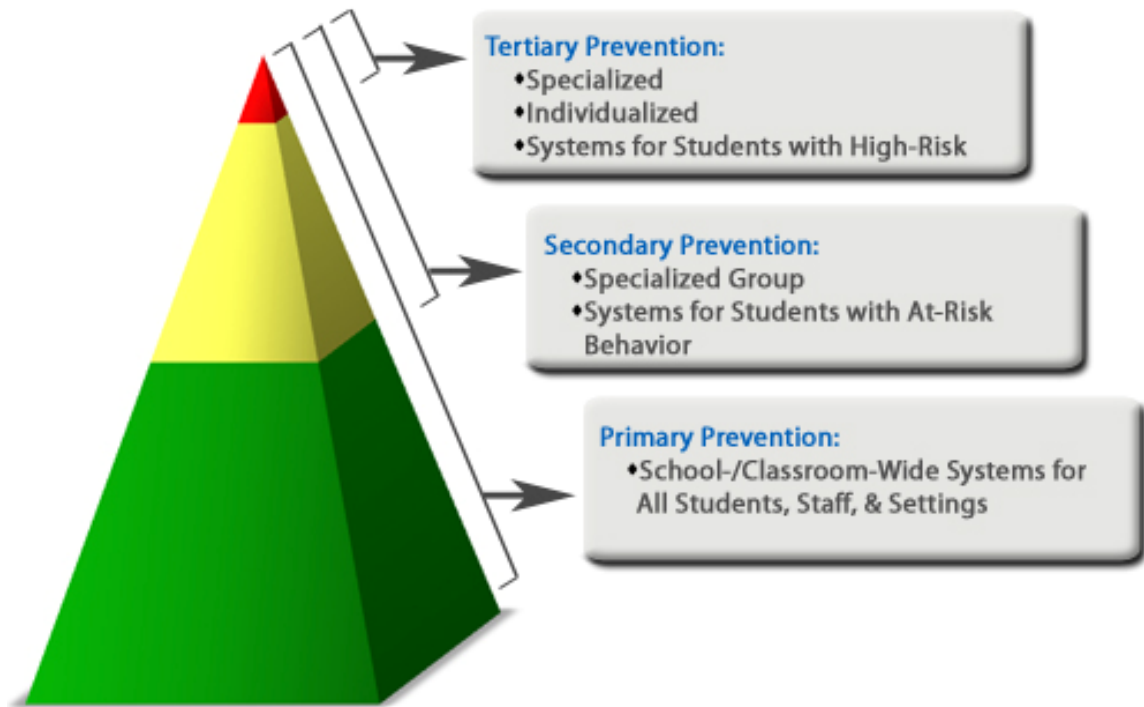 Tertiary Prevention:
♦Specialized
♦Individualized
♦Systems for Students with High-Risk
Secondary Prevention:
♦Specialized Group
♦Systems for Students with At-Risk
Behavior
Primary Prevention:
♦School-/Classroom-Wide Systems for
All Students, Staff, & Settings